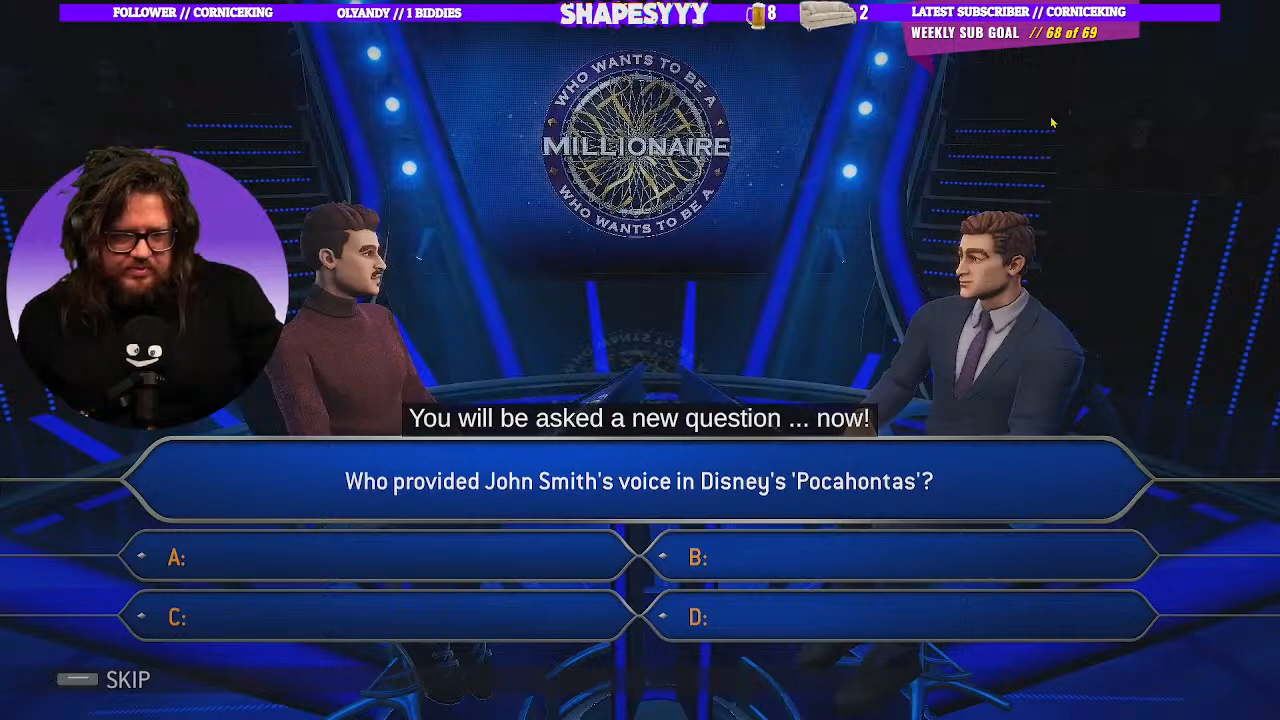 FOLLOWER // CORNICEKING
OLYANDY // 1 BIDDIES
SHAPESYYY
8
2
LATEST SUBSCRIBER // CORNICEKING
WEEKLY SUB GOAL // 68 of 69
WHO WANTS TO BE A
MILLIONAIRE
WHO WANTS TO BE A
You will be asked a new question ... now!
Who provided John Smith's voice in Disney's 'Pocahontas'?
A:
B:
C:
D:
SKIP